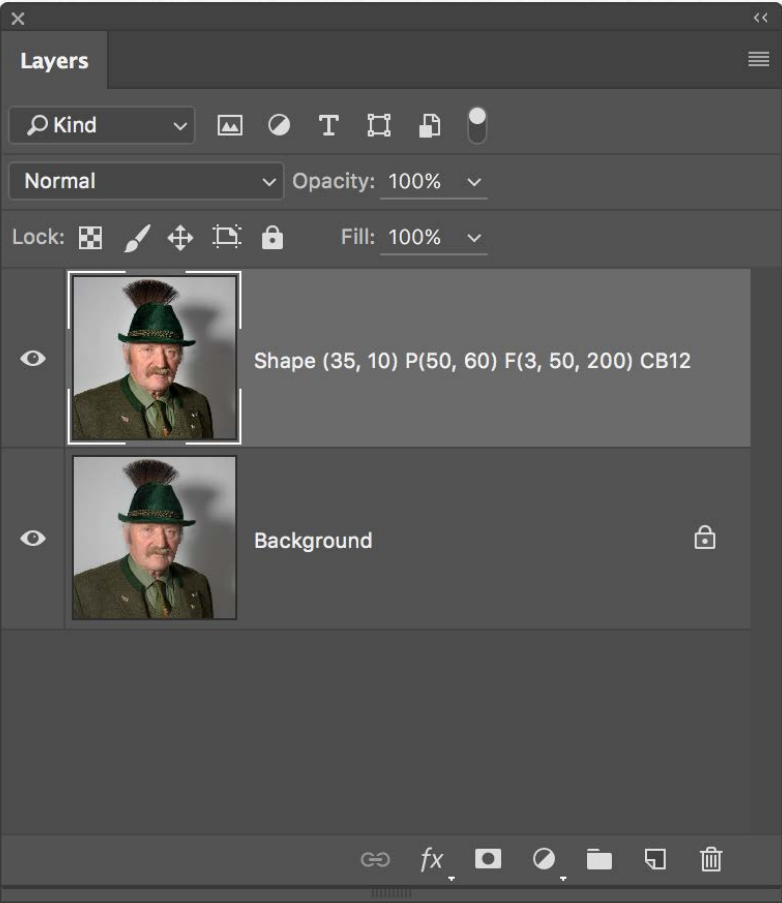 Layers
Kind
Normal Opacity: 100%
Lock: Fill: 100%
Shape (35, 10) P(50, 60) F(3, 50, 200) CB12
Background
fx